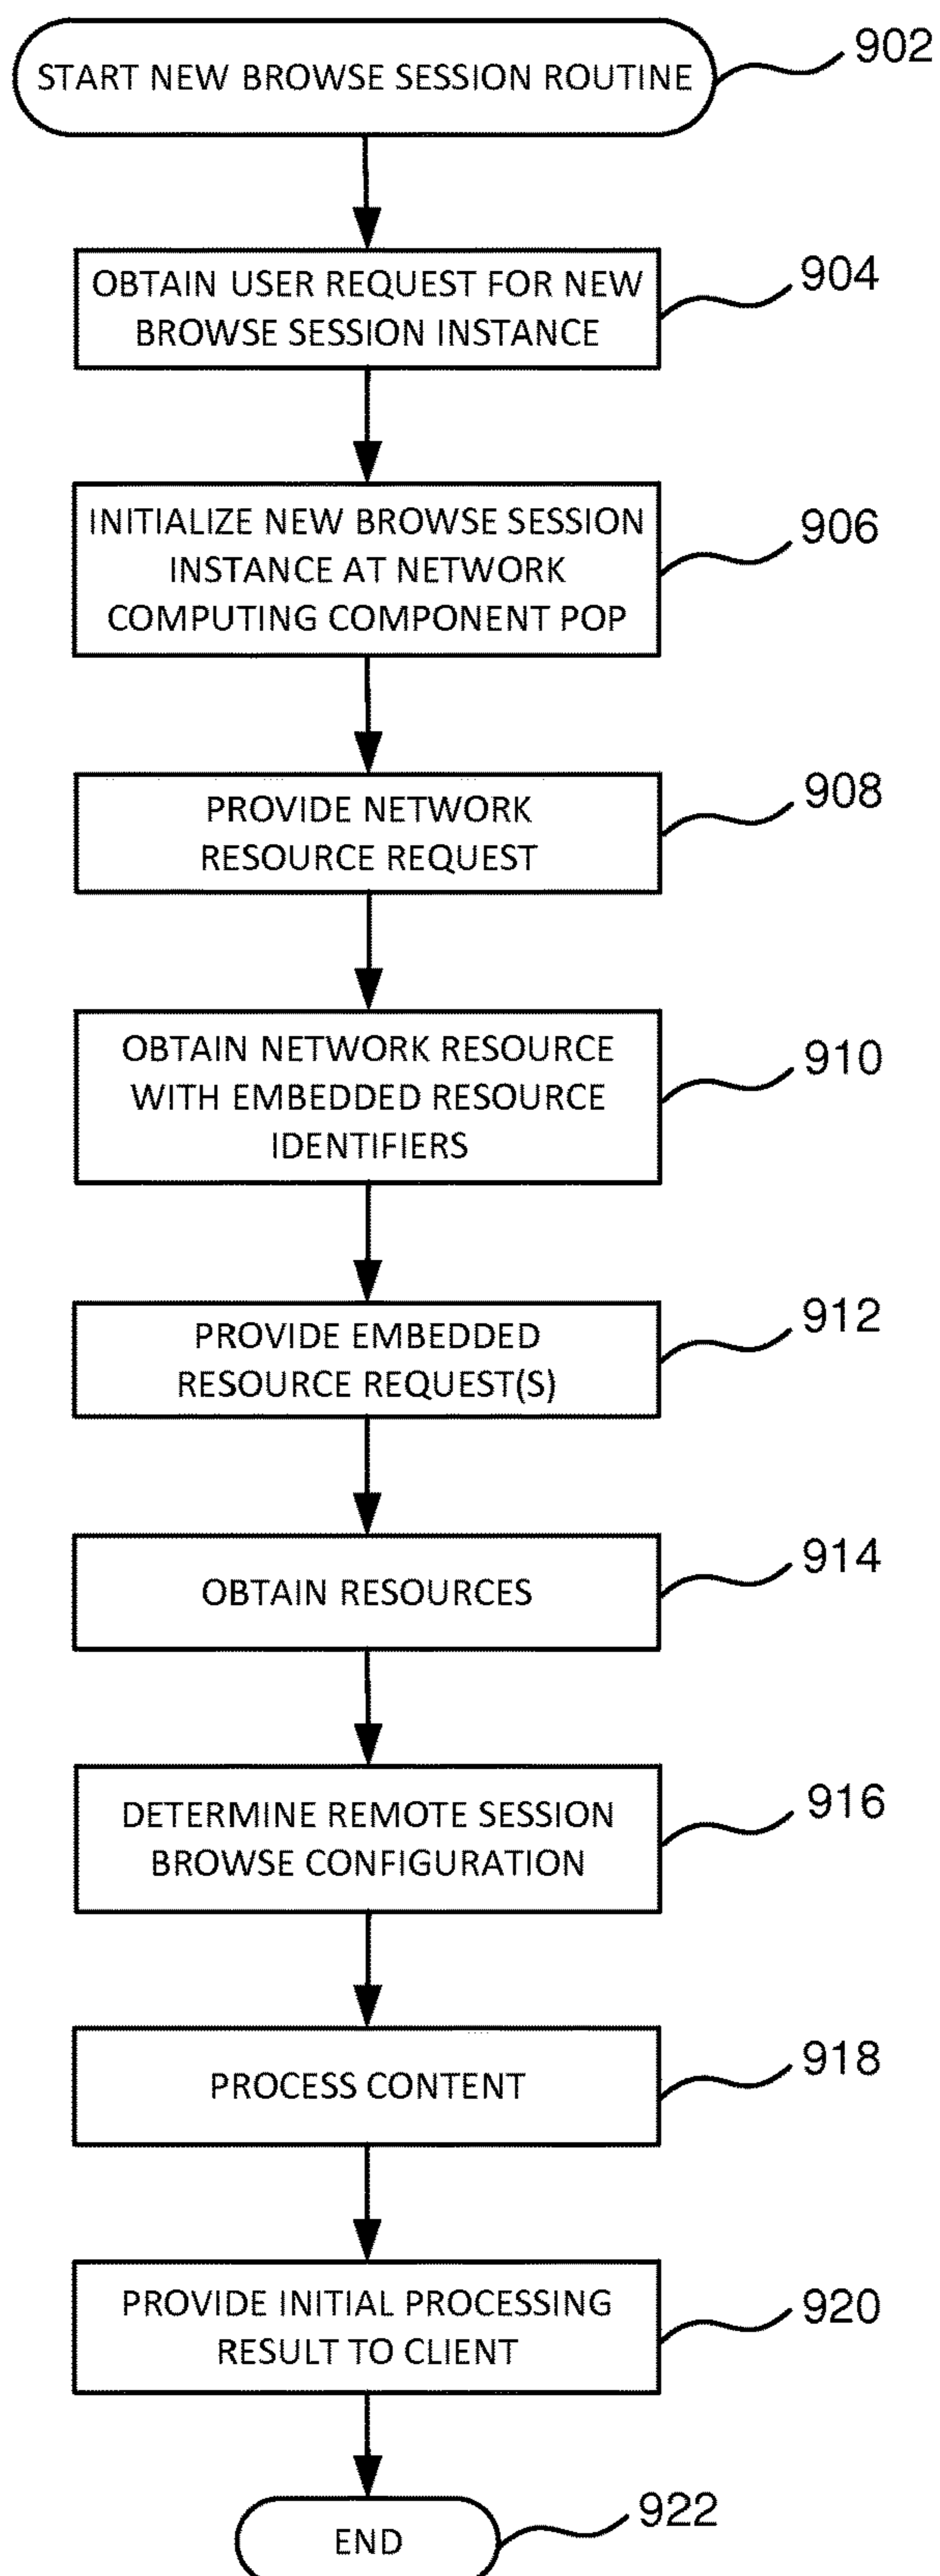 START NEW BROWSE SESSION ROUTINE
902
OBTAIN USER REQUEST FOR NEW
BROWSE SESSION INSTANCE
904
INITIALIZE NEW BROWSE SESSION
INSTANCE AT NETWORK
COMPUTING COMPONENT POP
906
PROVIDE NETWORK
RESOURCE REQUEST
908
OBTAIN NETWORK RESOURCE
WITH EMBEDDED RESOURCE
IDENTIFIERS
910
PROVIDE EMBEDDED
RESOURCE REQUEST(S)
912
OBTAIN RESOURCES
914
DETERMINE REMOTE SESSION
BROWSE CONFIGURATION
916
PROCESS CONTENT
918
PROVIDE INITIAL PROCESSING
RESULT TO CLIENT
920
END
922